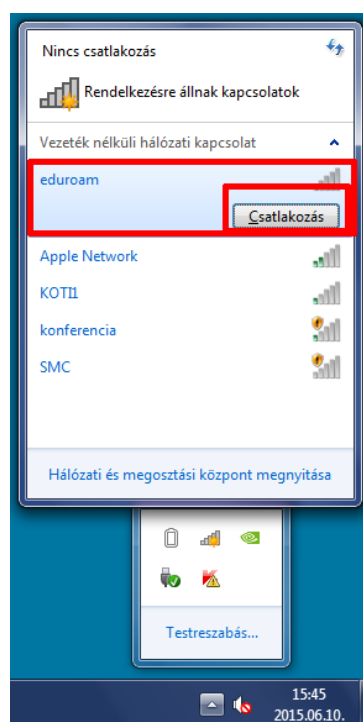 Nincs csatlakozás
Rendelkezésre állnak kapcsolatok
Vezeték nélküli hálózati kapcsolat
eduroam
Csatlakozás
Apple Network
KOTI1
konferencia
SMC
Hálózati és megosztási központ megnyitása
Testreszabás...
15:45
2015.06.10.